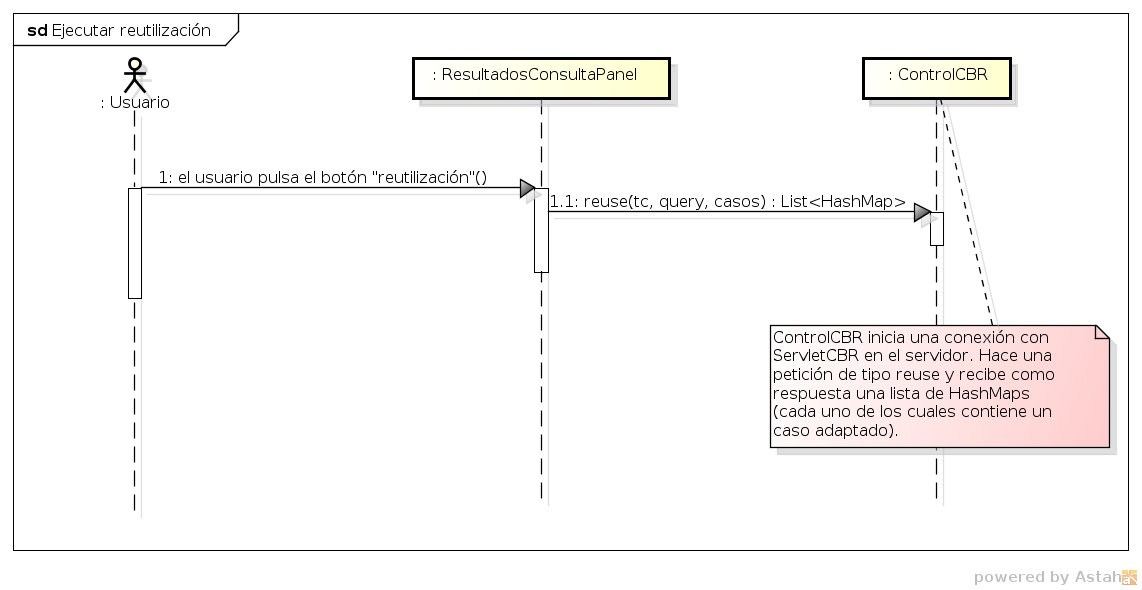 sd Ejecutar reutilización
: Usuario
: ResultadosConsultaPanel
: ControlCBR
1: el usuario pulsa el botón "reutilización"()
1.1: reuse(tc, query, casos) : List<HashMap>
ControlCBR inicia una conexión con
ServletCBR en el servidor. Hace una
petición de tipo reuse y recibe como
respuesta una lista de HashMaps
(cada uno de los cuales contiene un
caso adaptado).
powered by Astah